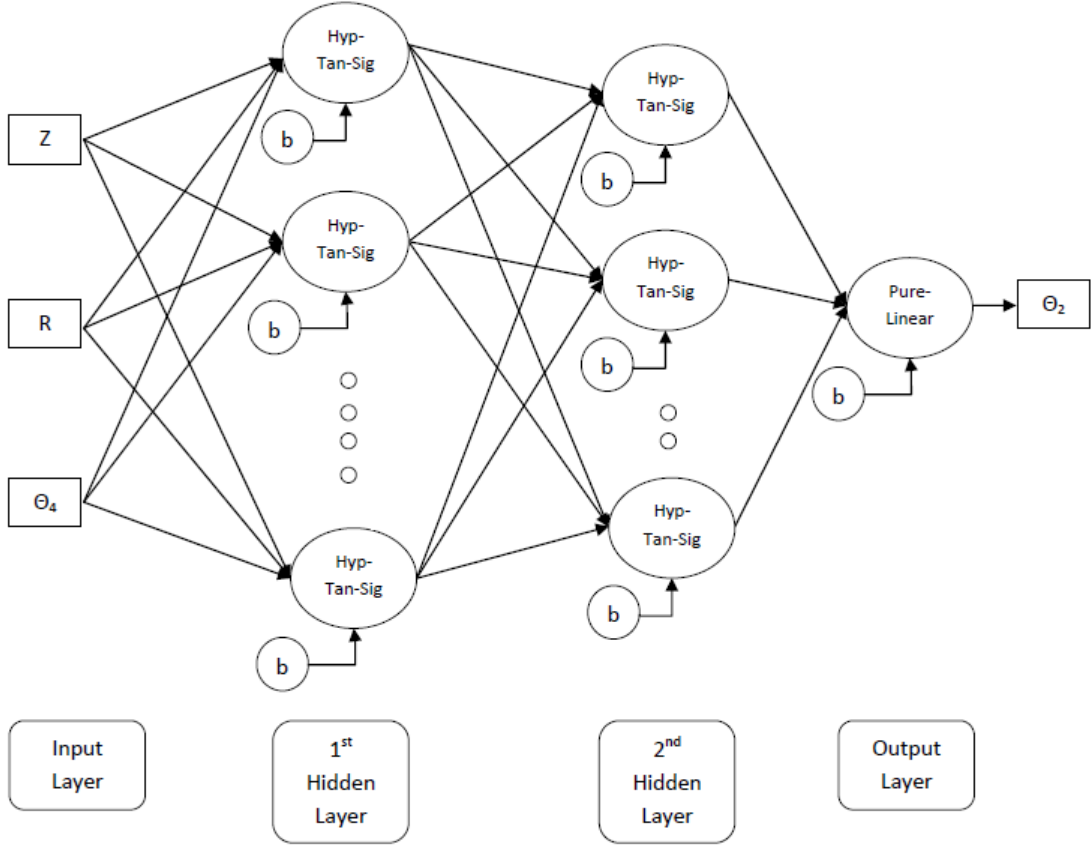 Hyp-
Tan-Sig
b
Hyp-
Tan-Sig
b
Z
Hyp-
Tan-Sig
b
Hyp-
Tan-Sig
b
R
Pure-
Linear
b
Θ₂
Θ₄
Hyp-
Tan-Sig
b
Hyp-
Tan-Sig
b
Input
Layer
1st
Hidden
Layer
2nd
Hidden
Layer
Output
Layer